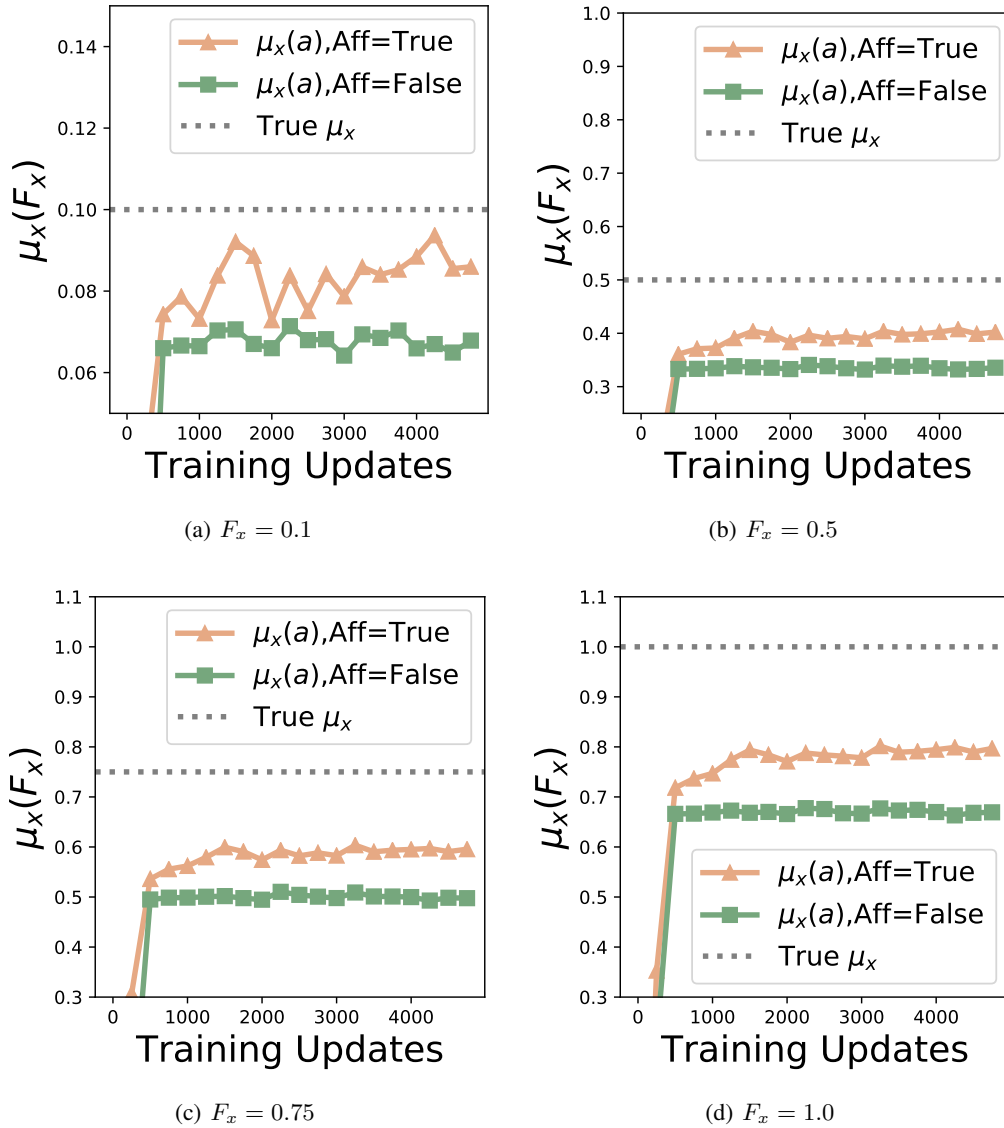 0.14
0.12
0.10
0.08
0.06
μx(Fx)
μx(a),Aff=True
μx(a),Aff=False
True μx
0 1000 2000 3000 4000
Training Updates
(a) Fx = 0.1
1.0
0.9
0.8
0.7
0.6
0.5
0.4
0.3
μx(Fx)
μx(a),Aff=True
μx(a),Aff=False
True μx
0 1000 2000 3000 4000
Training Updates
(b) Fx = 0.5
1.1
1.0
0.9
0.8
0.7
0.6
0.5
0.4
0.3
μx(Fx)
μx(a),Aff=True
μx(a),Aff=False
True μx
0 1000 2000 3000 4000
Training Updates
(c) Fx = 0.75
1.1
1.0
0.9
0.8
0.7
0.6
0.5
0.4
0.3
μx(Fx)
μx(a),Aff=True
μx(a),Aff=False
True μx
0 1000 2000 3000 4000
Training Updates
(d) Fx = 1.0